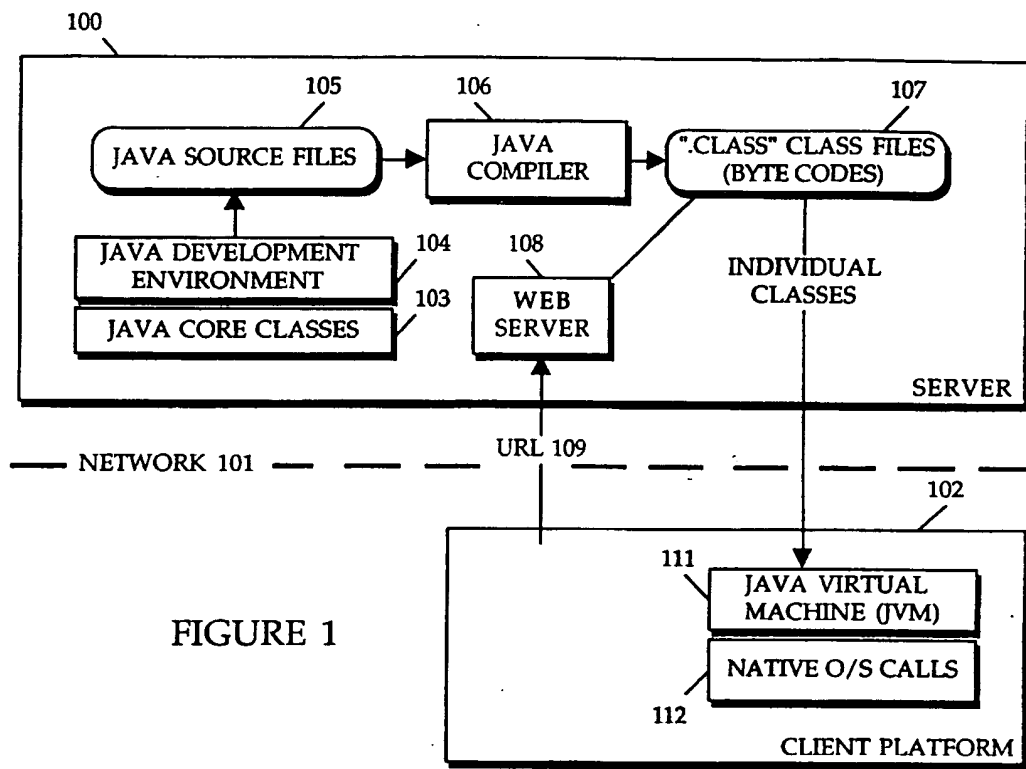 100
105
106
107
JAVA SOURCE FILES
JAVA
COMPILER
".CLASS" CLASS FILES
(BYTE CODES)
JAVA DEVELOPMENT
ENVIRONMENT
104
108
INDIVIDUAL
CLASSES
103
JAVA CORE CLASSES
WEB
SERVER
SERVER
URL 109
NETWORK 101
102
111
JAVA VIRTUAL
MACHINE (JVM)
FIGURE 1
NATIVE O/S CALLS
112
CLIENT PLATFORM